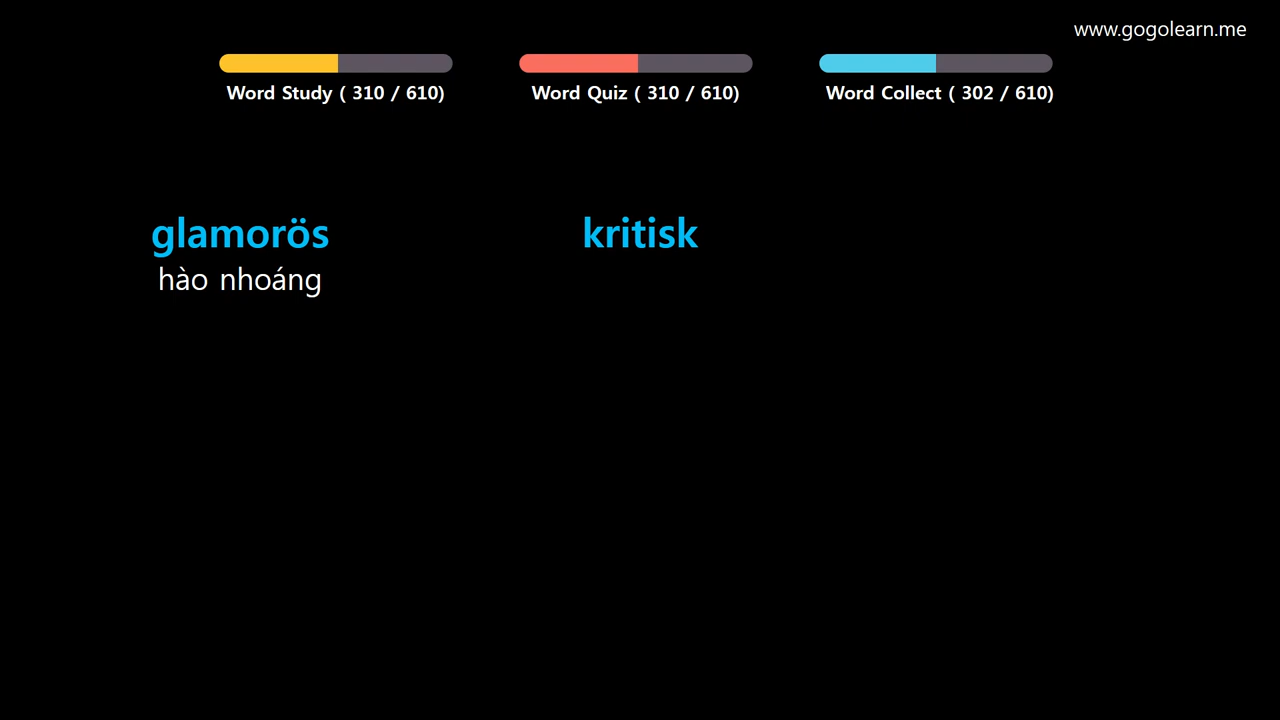 www.gogolearn.me
Word Study ( 310 / 610)
Word Quiz ( 310 / 610)
Word Collect ( 302 / 610)
glamorös
hào nhoáng
kritisk